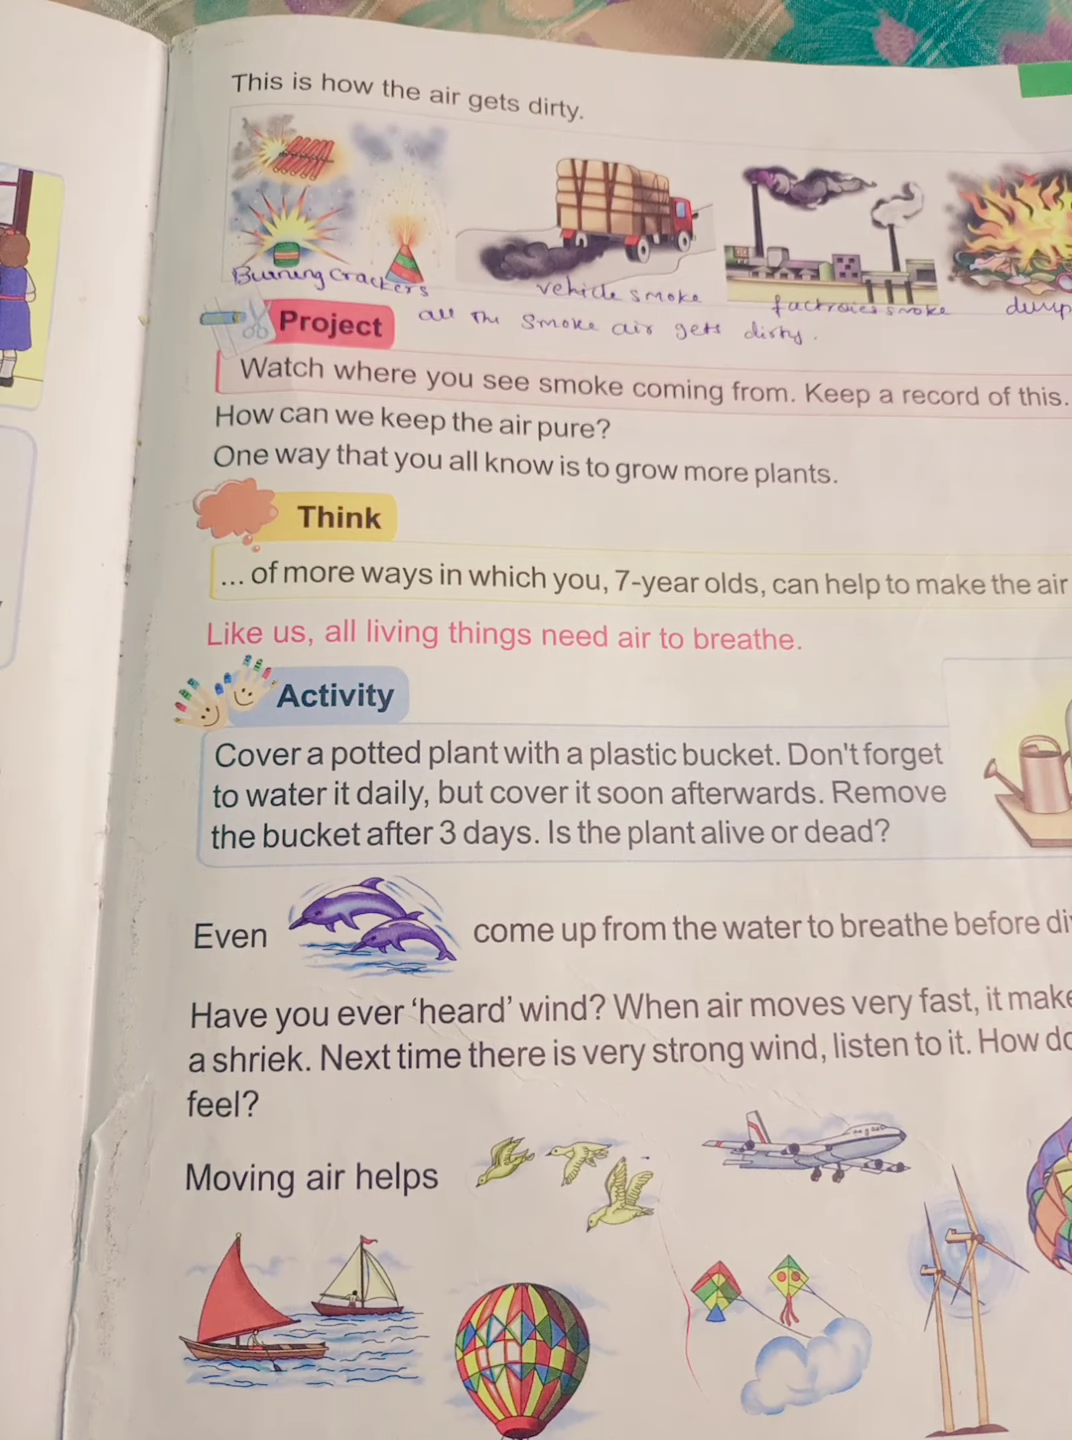 This is how the air gets dirty.
Burning Crackers
vehicle smoke
factroies smoke
dump
all the smoke air gets dirty.
Project
Watch where you see smoke coming from. Keep a record of this.
How can we keep the air pure?
One way that you all know is to grow more plants.
Think
... of more ways in which you, 7-year olds, can help to make the air
Like us, all living things need air to breathe.
Activity
Cover a potted plant with a plastic bucket. Don't forget
to water it daily, but cover it soon afterwards. Remove
the bucket after 3 days. Is the plant alive or dead?
Even come up from the water to breathe before
Have you ever ‘heard’ wind? When air moves very fast, it make
a shriek. Next time there is very strong wind, listen to it. How do
feel?
Moving air helps